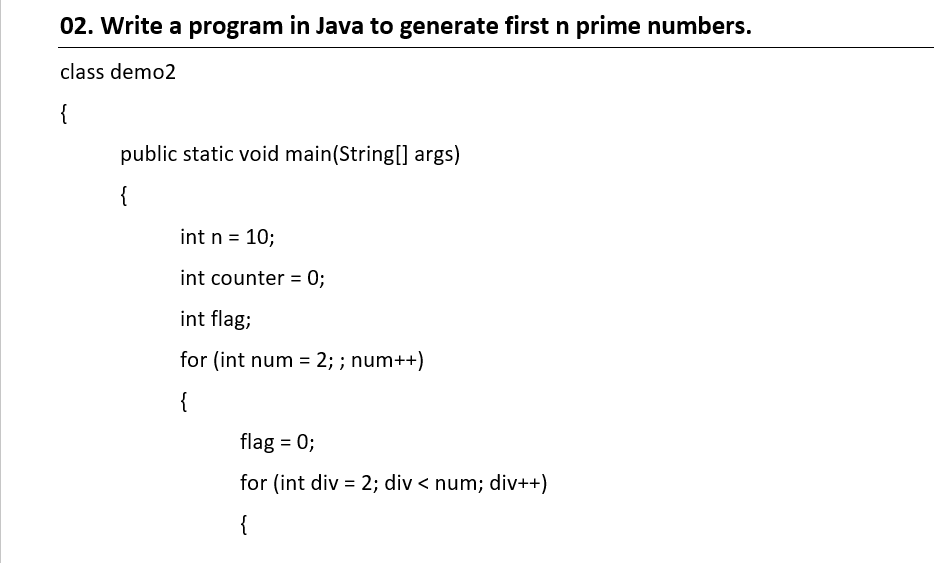 02. Write a program in Java to generate first n prime numbers.
class demo2
{
public static void main(String[] args)
{
int n = 10;
int counter = 0;
int flag;
for (int num = 2; ; num++)
{
flag = 0;
for (int div = 2; div < num; div++)
{